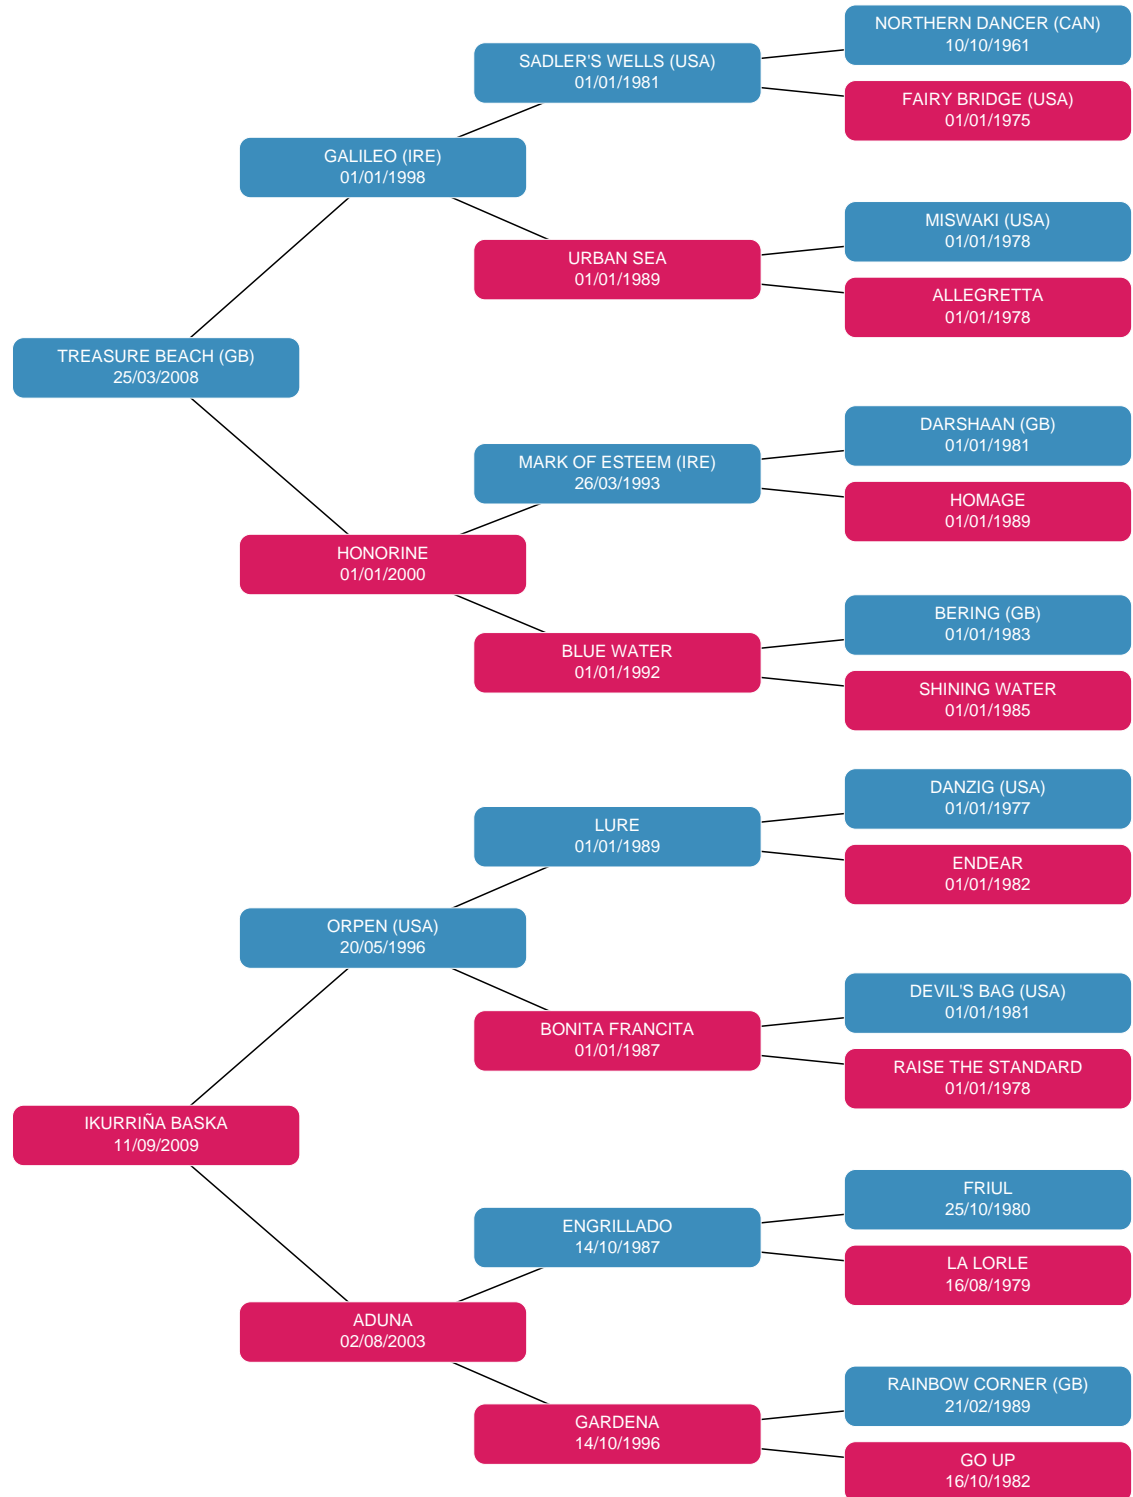 NORTHERN DANCER (CAN)
10/10/1961
SADLER'S WELLS (USA)
01/01/1981
FAIRY BRIDGE (USA)
01/01/1975
GALILEO (IRE)
01/01/1998
MISWAKI (USA)
01/01/1978
URBAN SEA
01/01/1989
ALLEGRETTA
01/01/1978
TREASURE BEACH (GB)
25/03/2008
DARSHAAN (GB)
01/01/1981
MARK OF ESTEEM (IRE)
26/03/1993
HOMAGE
01/01/1989
HONORINE
01/01/2000
BERING (GB)
01/01/1983
BLUE WATER
01/01/1992
SHINING WATER
01/01/1985
DANZIG (USA)
01/01/1977
LURE
01/01/1989
ENDEAR
01/01/1982
ORPEN (USA)
20/05/1996
DEVIL'S BAG (USA)
01/01/1981
BONITA FRANCITA
01/01/1987
RAISE THE STANDARD
01/01/1978
IKURRIÑA BASKA
11/09/2009
FRIUL
25/10/1980
ENGRILLADO
14/10/1987
LA LORLE
16/08/1979
ADUNA
02/08/2003
RAINBOW CORNER (GB)
21/02/1989
GARDENA
14/10/1996
GO UP
16/10/1982